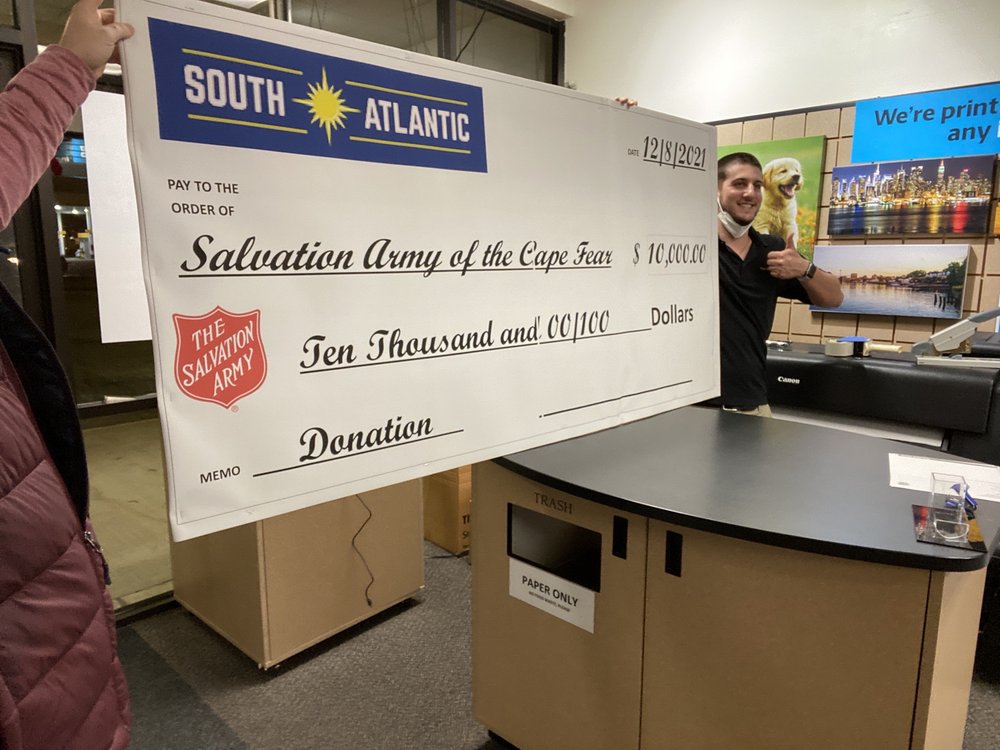 SOUTH ATLANTIC
DATE 12|8|2021
PAY TO THE
ORDER OF
Salvation Army of the Cape Fear $ 10,000.00
THE
SALVATION
ARMY
®
Ten Thousand and 00/100 Dollars
MEMO Donation
We're print
any
Canon
TRASH
PAPER ONLY